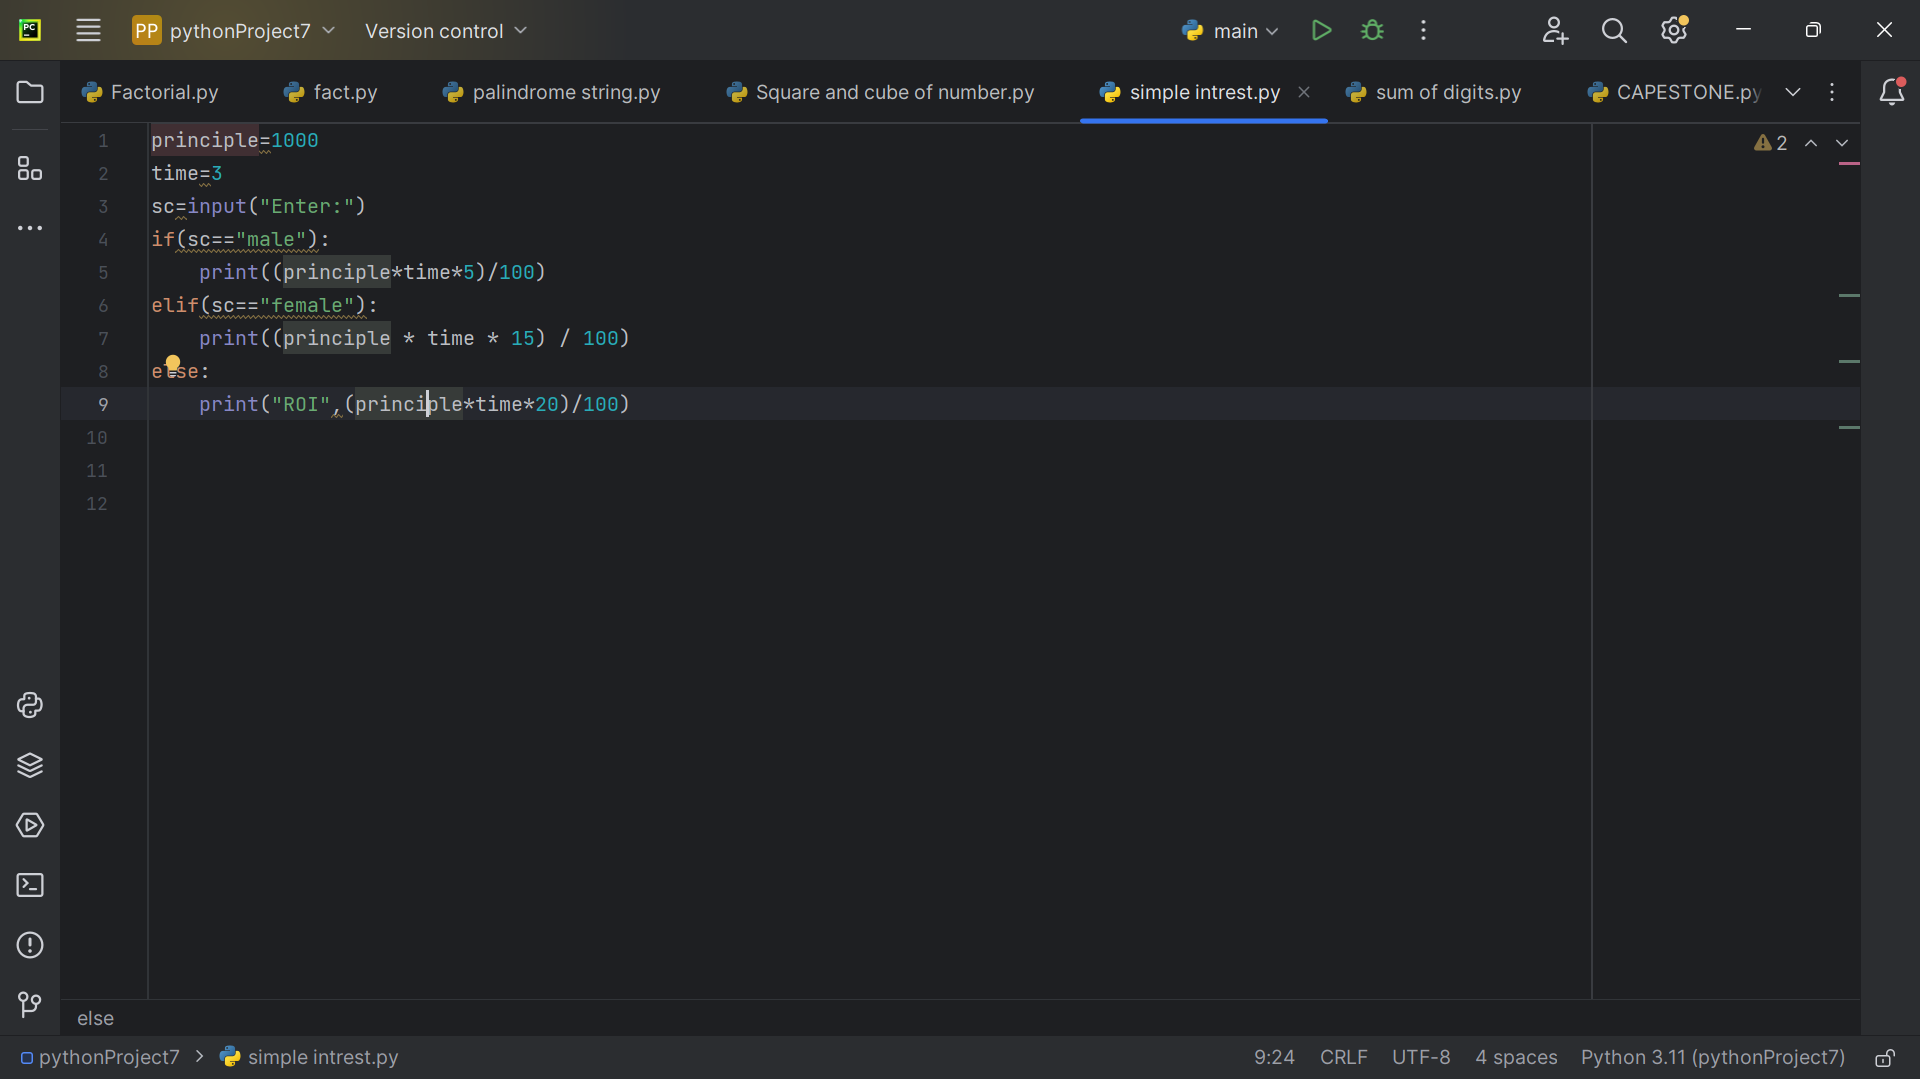 PC
PP pythonProject7
Version control
main
Factorial.py
fact.py
palindrome string.py
Square and cube of number.py
simple intrest.py
sum of digits.py
CAPESTONE.py
2
1 principle=1000
2 time=3
3 sc=input("Enter:")
4 if(sc=="male"):
5     print((principle*time*5)/100)
6 elif(sc=="female"):
7     print((principle * time * 15) / 100)
8 else:
9     print("ROI",(principle*time*20)/100)
10
11
12
else
pythonProject7 > simple intrest.py
9:24 CRLF UTF-8 4 spaces Python 3.11 (pythonProject7)